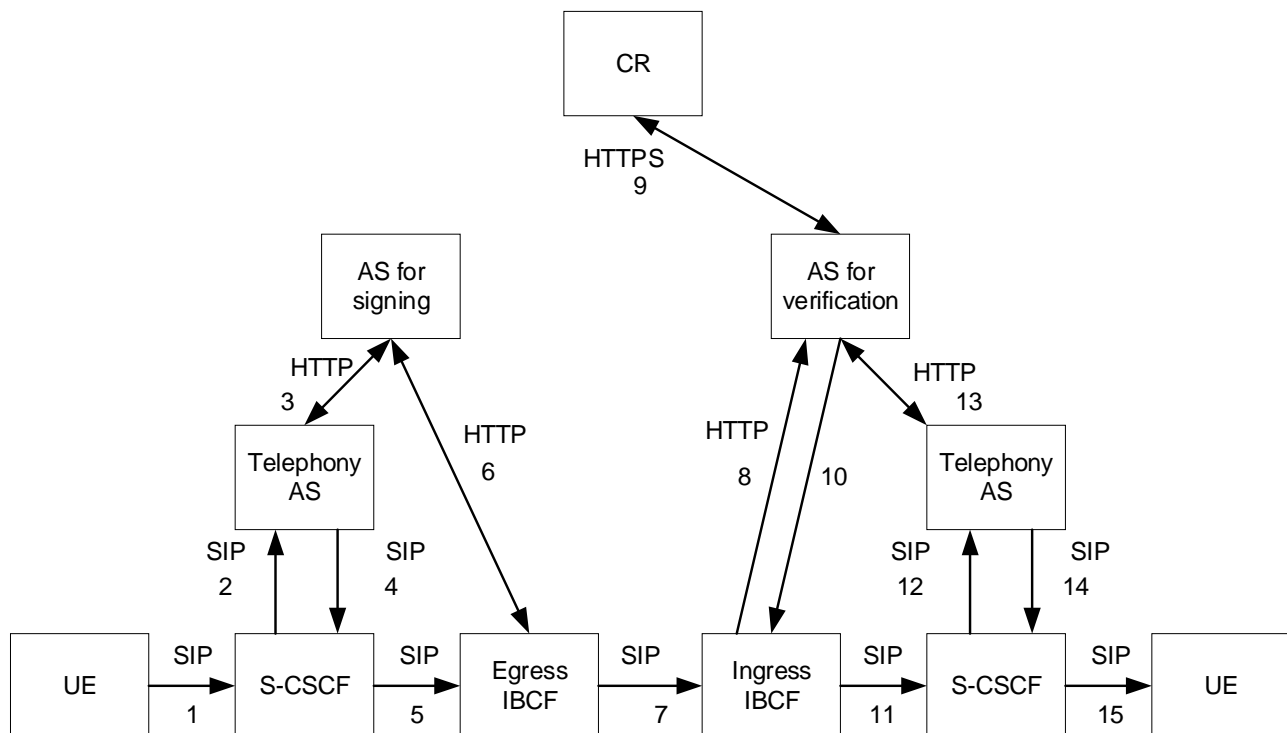 CR
HTTPS
9
AS for
signing
AS for
verification
HTTP
3
HTTP
13
Telephony
AS
HTTP
6
HTTP
8
10
Telephony
AS
SIP
2
SIP
4
SIP
12
SIP
14
UE
SIP
1
S-CSCF
SIP
5
Egress
IBCF
SIP
7
Ingress
IBCF
SIP
11
S-CSCF
SIP
15
UE